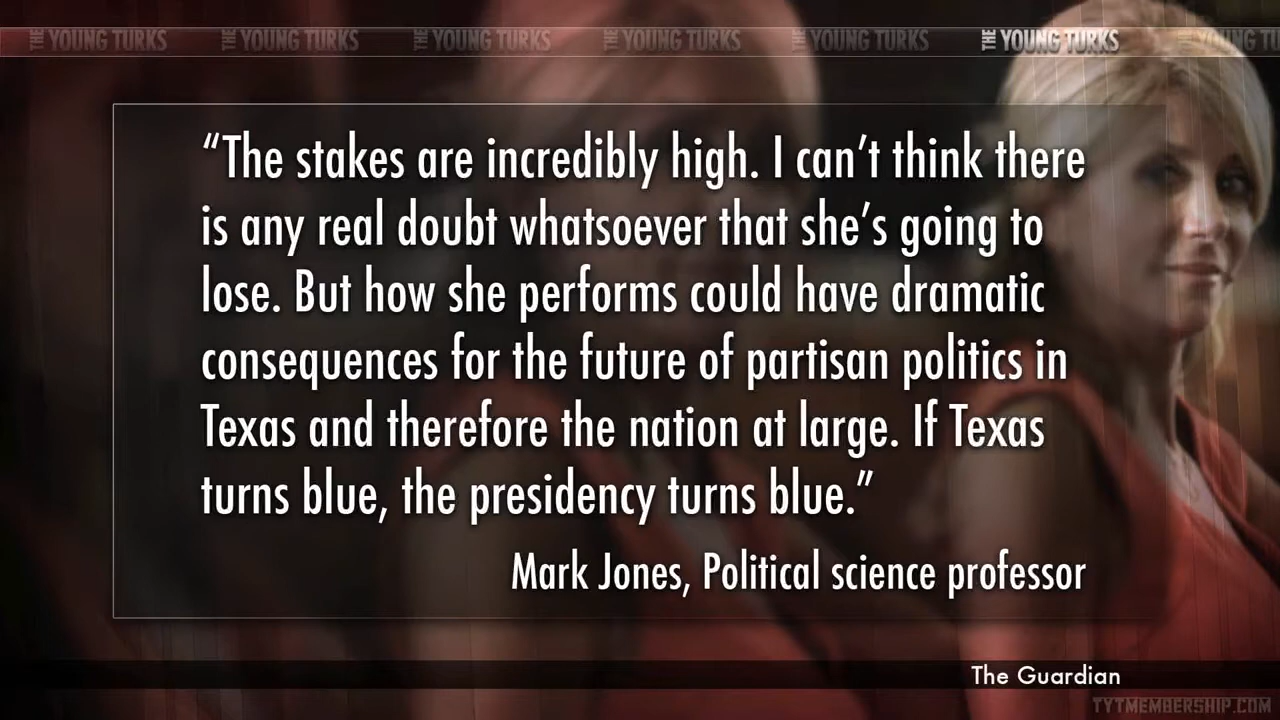 THE YOUNG TURKS THE YOUNG TURKS THE YOUNG TURKS THE YOUNG TURKS THE YOUNG TURKS THE YOUNG TURKS THE YOUNG TU
“The stakes are incredibly high. I can’t think there
is any real doubt whatsoever that she’s going to
lose. But how she performs could have dramatic
consequences for the future of partisan politics in
Texas and therefore the nation at large. If Texas
turns blue, the presidency turns blue.”
Mark Jones, Political science professor
The Guardian
TYTMEMBERSHIP.COM